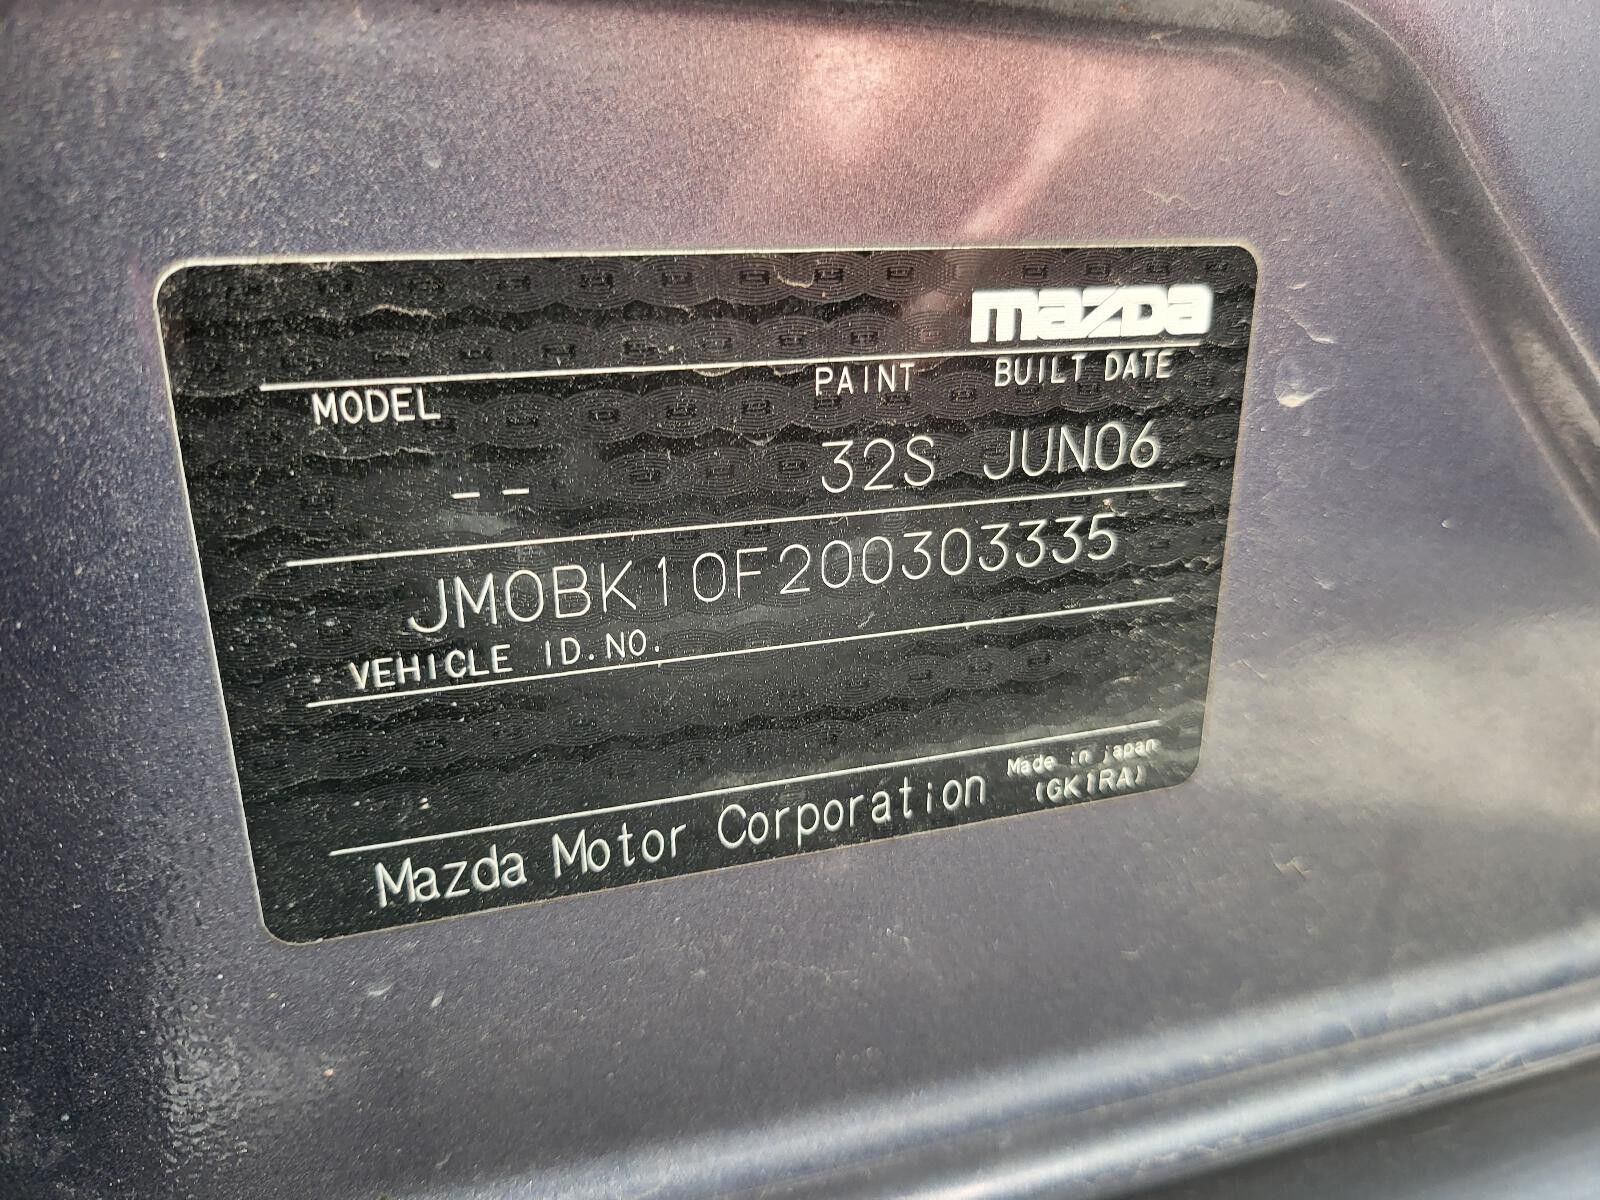 mazda
MODEL PAINT BUILT DATE
-- 32S JUN06
JM0BK10F200303335
VEHICLE ID.NO.
Made in japan
Mazda Motor Corporation (GK1RA)